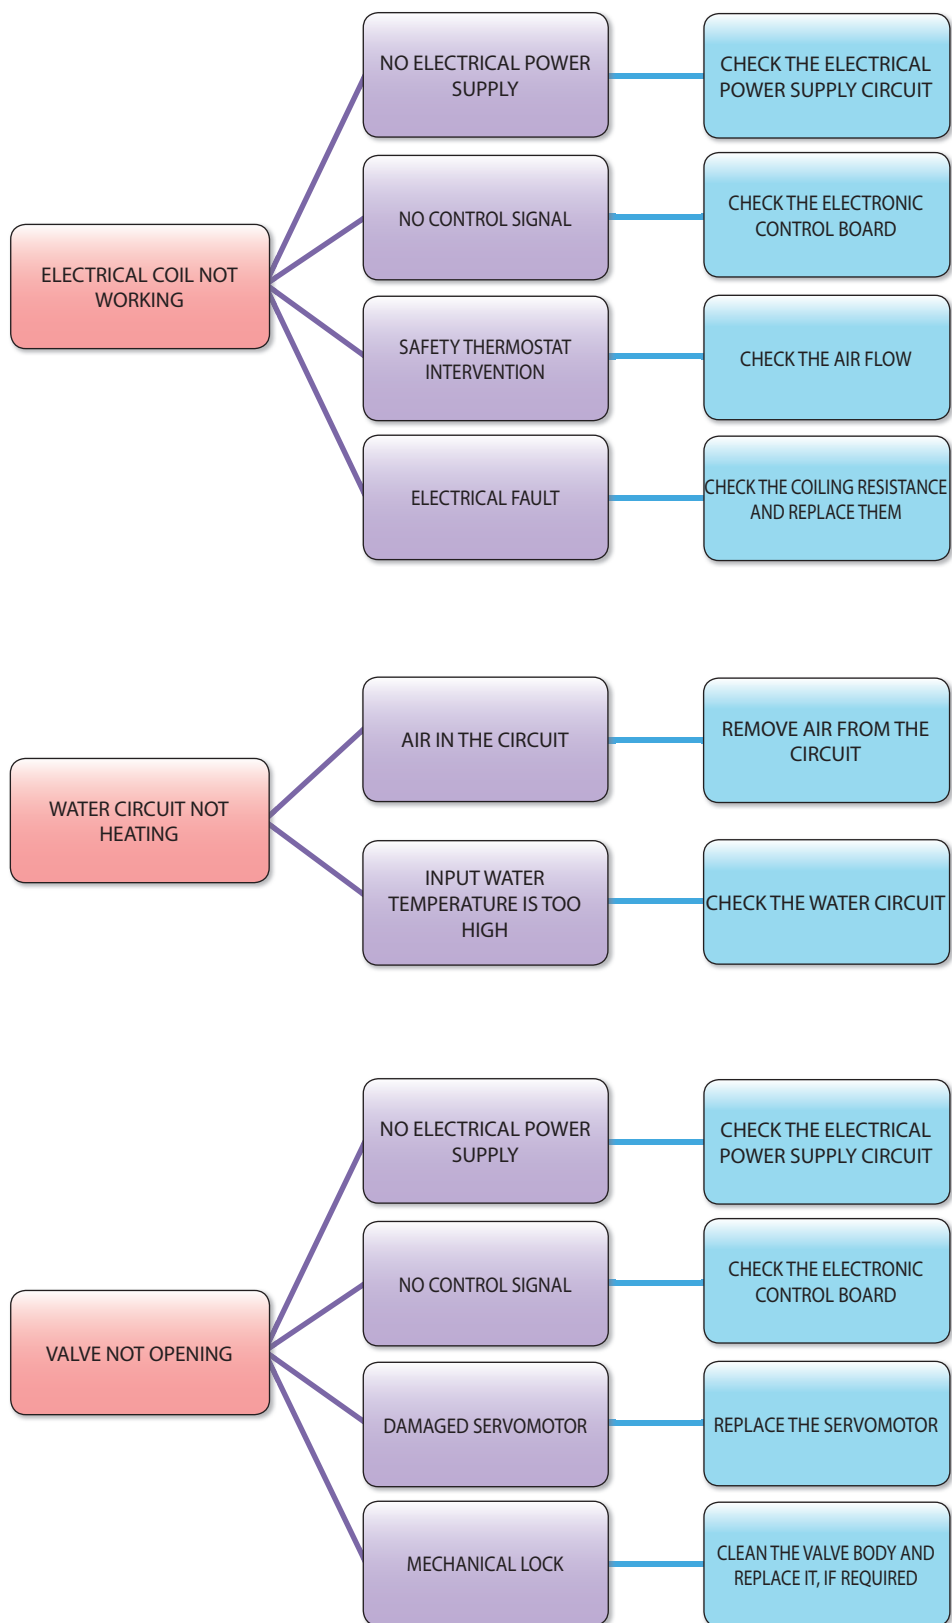 ELECTRICAL COIL NOT
WORKING
NO ELECTRICAL POWER
SUPPLY
CHECK THE ELECTRICAL
POWER SUPPLY CIRCUIT
NO CONTROL SIGNAL
CHECK THE ELECTRONIC
CONTROL BOARD
SAFETY THERMOSTAT
INTERVENTION
CHECK THE AIR FLOW
ELECTRICAL FAULT
CHECK THE COILING RESISTANCE
AND REPLACE THEM
WATER CIRCUIT NOT
HEATING
AIR IN THE CIRCUIT
REMOVE AIR FROM THE
CIRCUIT
INPUT WATER
TEMPERATURE IS TOO
HIGH
CHECK THE WATER CIRCUIT
VALVE NOT OPENING
NO ELECTRICAL POWER
SUPPLY
CHECK THE ELECTRICAL
POWER SUPPLY CIRCUIT
NO CONTROL SIGNAL
CHECK THE ELECTRONIC
CONTROL BOARD
DAMAGED SERVOMOTOR
REPLACE THE SERVOMOTOR
MECHANICAL LOCK
CLEAN THE VALVE BODY AND
REPLACE IT, IF REQUIRED